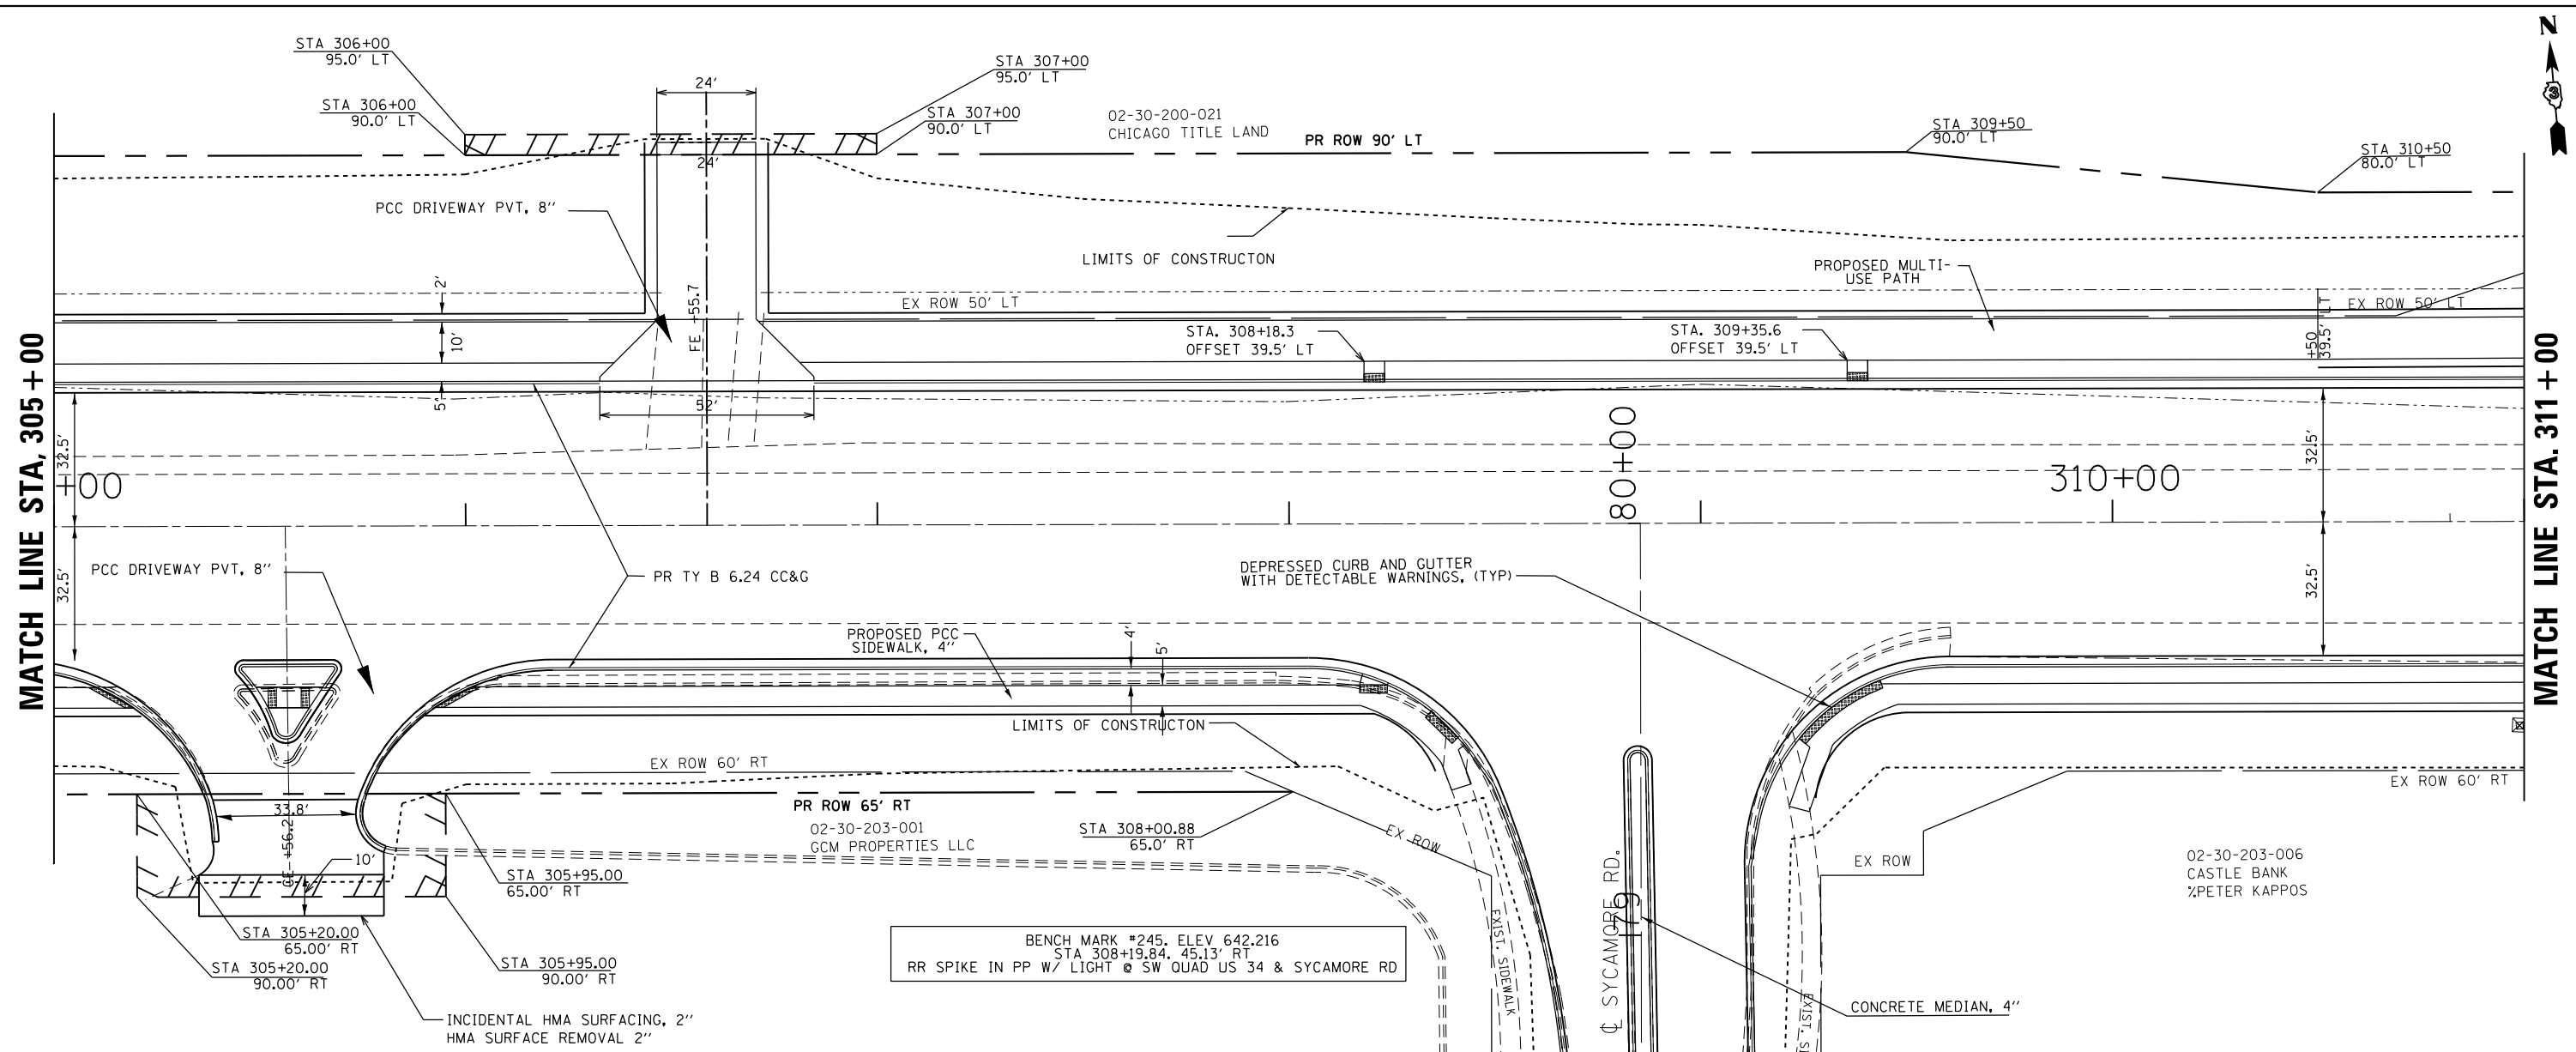 STA 306+00
95.0' LT
STA 306+00
90.0' LT
24'
24'
STA 307+00
95.0' LT
STA 307+00
90.0' LT
02-30-200-021
CHICAGO TITLE LAND
PR ROW 90' LT
STA 309+50
90.0' LT
STA 310+50
80.0' LT
N
3
PCC DRIVEWAY PVT, 8"
LIMITS OF CONSTRUCTON
PROPOSED MULTI-
USE PATH
2'
10'
5'
FE +55.7
EX ROW 50' LT
EX ROW 50' LT
STA. 308+18.3
OFFSET 39.5' LT
STA. 309+35.6
OFFSET 39.5' LT
+50
39.5' LT
52'
MATCH LINE STA, 305+00
MATCH LINE STA. 311+00
32.5'
32.5'
32.5'
32.5'
+00
80+00
310+00
PCC DRIVEWAY PVT, 8"
PR TY B 6.24 CC&G
DEPRESSED CURB AND GUTTER
WITH DETECTABLE WARNINGS, (TYP)
PROPOSED PCC
SIDEWALK, 4"
4'
5'
LIMITS OF CONSTRUCTON
EX ROW 60' RT
EX ROW 60' RT
PR ROW 65' RT
02-30-203-001
GCM PROPERTIES LLC
STA 308+00.88
65.0' RT
EX ROW
EX ROW
33.8'
CE +56.2
10'
STA 305+95.00
65.00' RT
STA 305+20.00
65.00' RT
STA 305+20.00
90.00' RT
STA 305+95.00
90.00' RT
02-30-203-006
CASTLE BANK
%PETER KAPPOS
BENCH MARK #245. ELEV 642.216
STA 308+19.84. 45.13' RT
RR SPIKE IN PP W/ LIGHT @ SW QUAD US 34 & SYCAMORE RD
EXIST. SIDEWALK
℄ SYCAMORE RD.
179
EXIST. SI
CONCRETE MEDIAN, 4"
INCIDENTAL HMA SURFACING, 2"
HMA SURFACE REMOVAL 2"